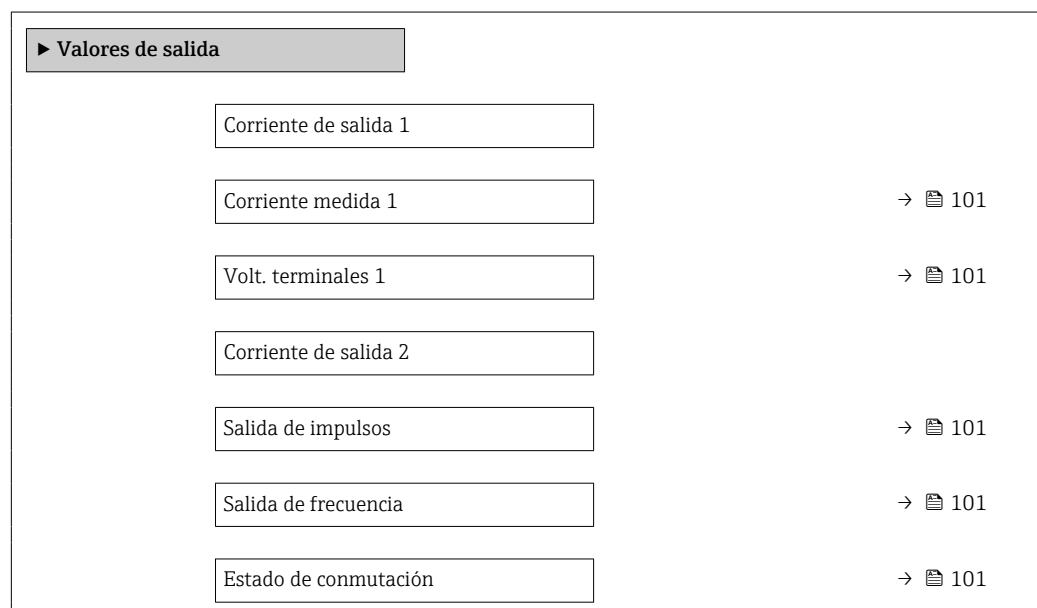 ▶ Valores de salida
Corriente de salida 1
Corriente medida 1 → 101
Volt. terminales 1 → 101
Corriente de salida 2
Salida de impulsos → 101
Salida de frecuencia → 101
Estado de conmutación → 101